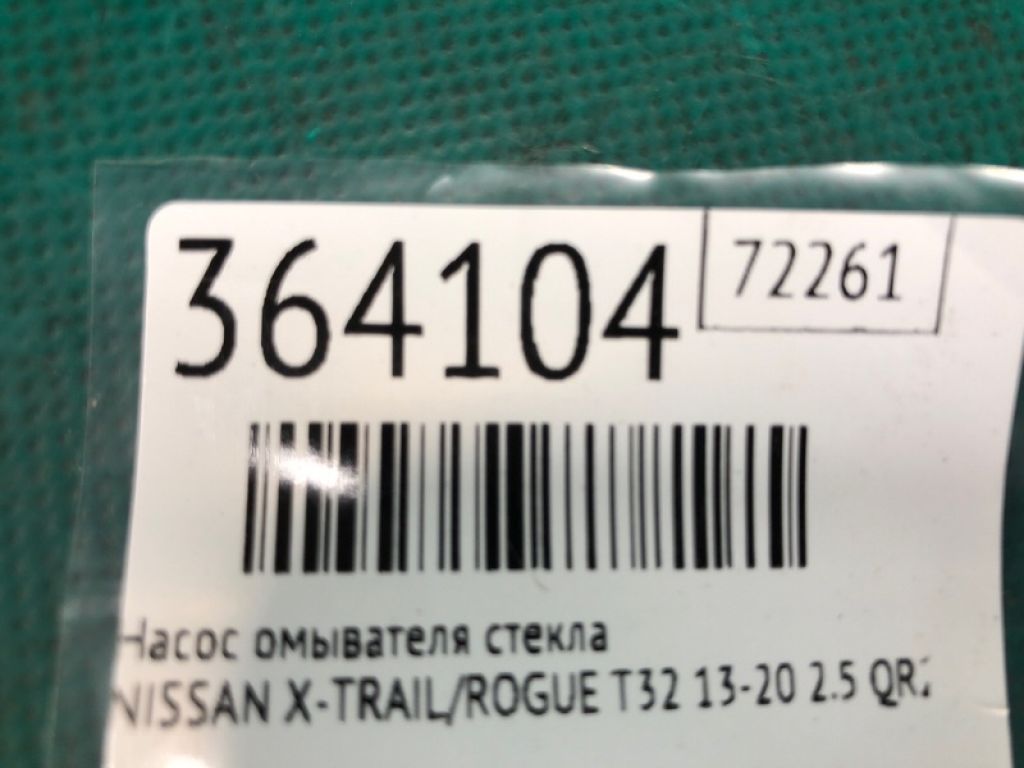 364104
72261
Насос омывателя стекла
NISSAN X-TRAIL/ROGUE T32 13-20 2.5